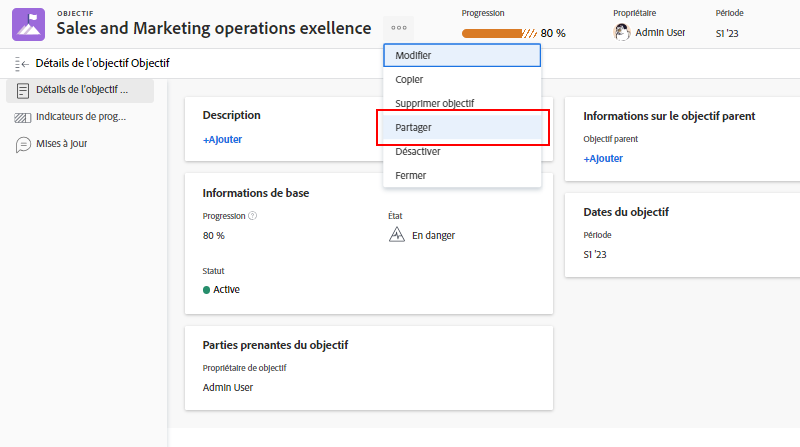 OBJECTIF
Sales and Marketing operations exellence
Progression
80 %
Propriétaire
Admin User
Période
S1 '23
Détails de l'objectif Objectif
Modifier
Copier
Supprimer objectif
Partager
Désactiver
Fermer
Détails de l'objectif ...
Indicateurs de prog...
Mises à jour
Description
+Ajouter
Informations de base
Progression
80 %
État
En danger
Statut
Active
Parties prenantes du objectif
Propriétaire de objectif
Admin User
Informations sur le objectif parent
Objectif parent
+Ajouter
Dates du objectif
Période
S1 '23